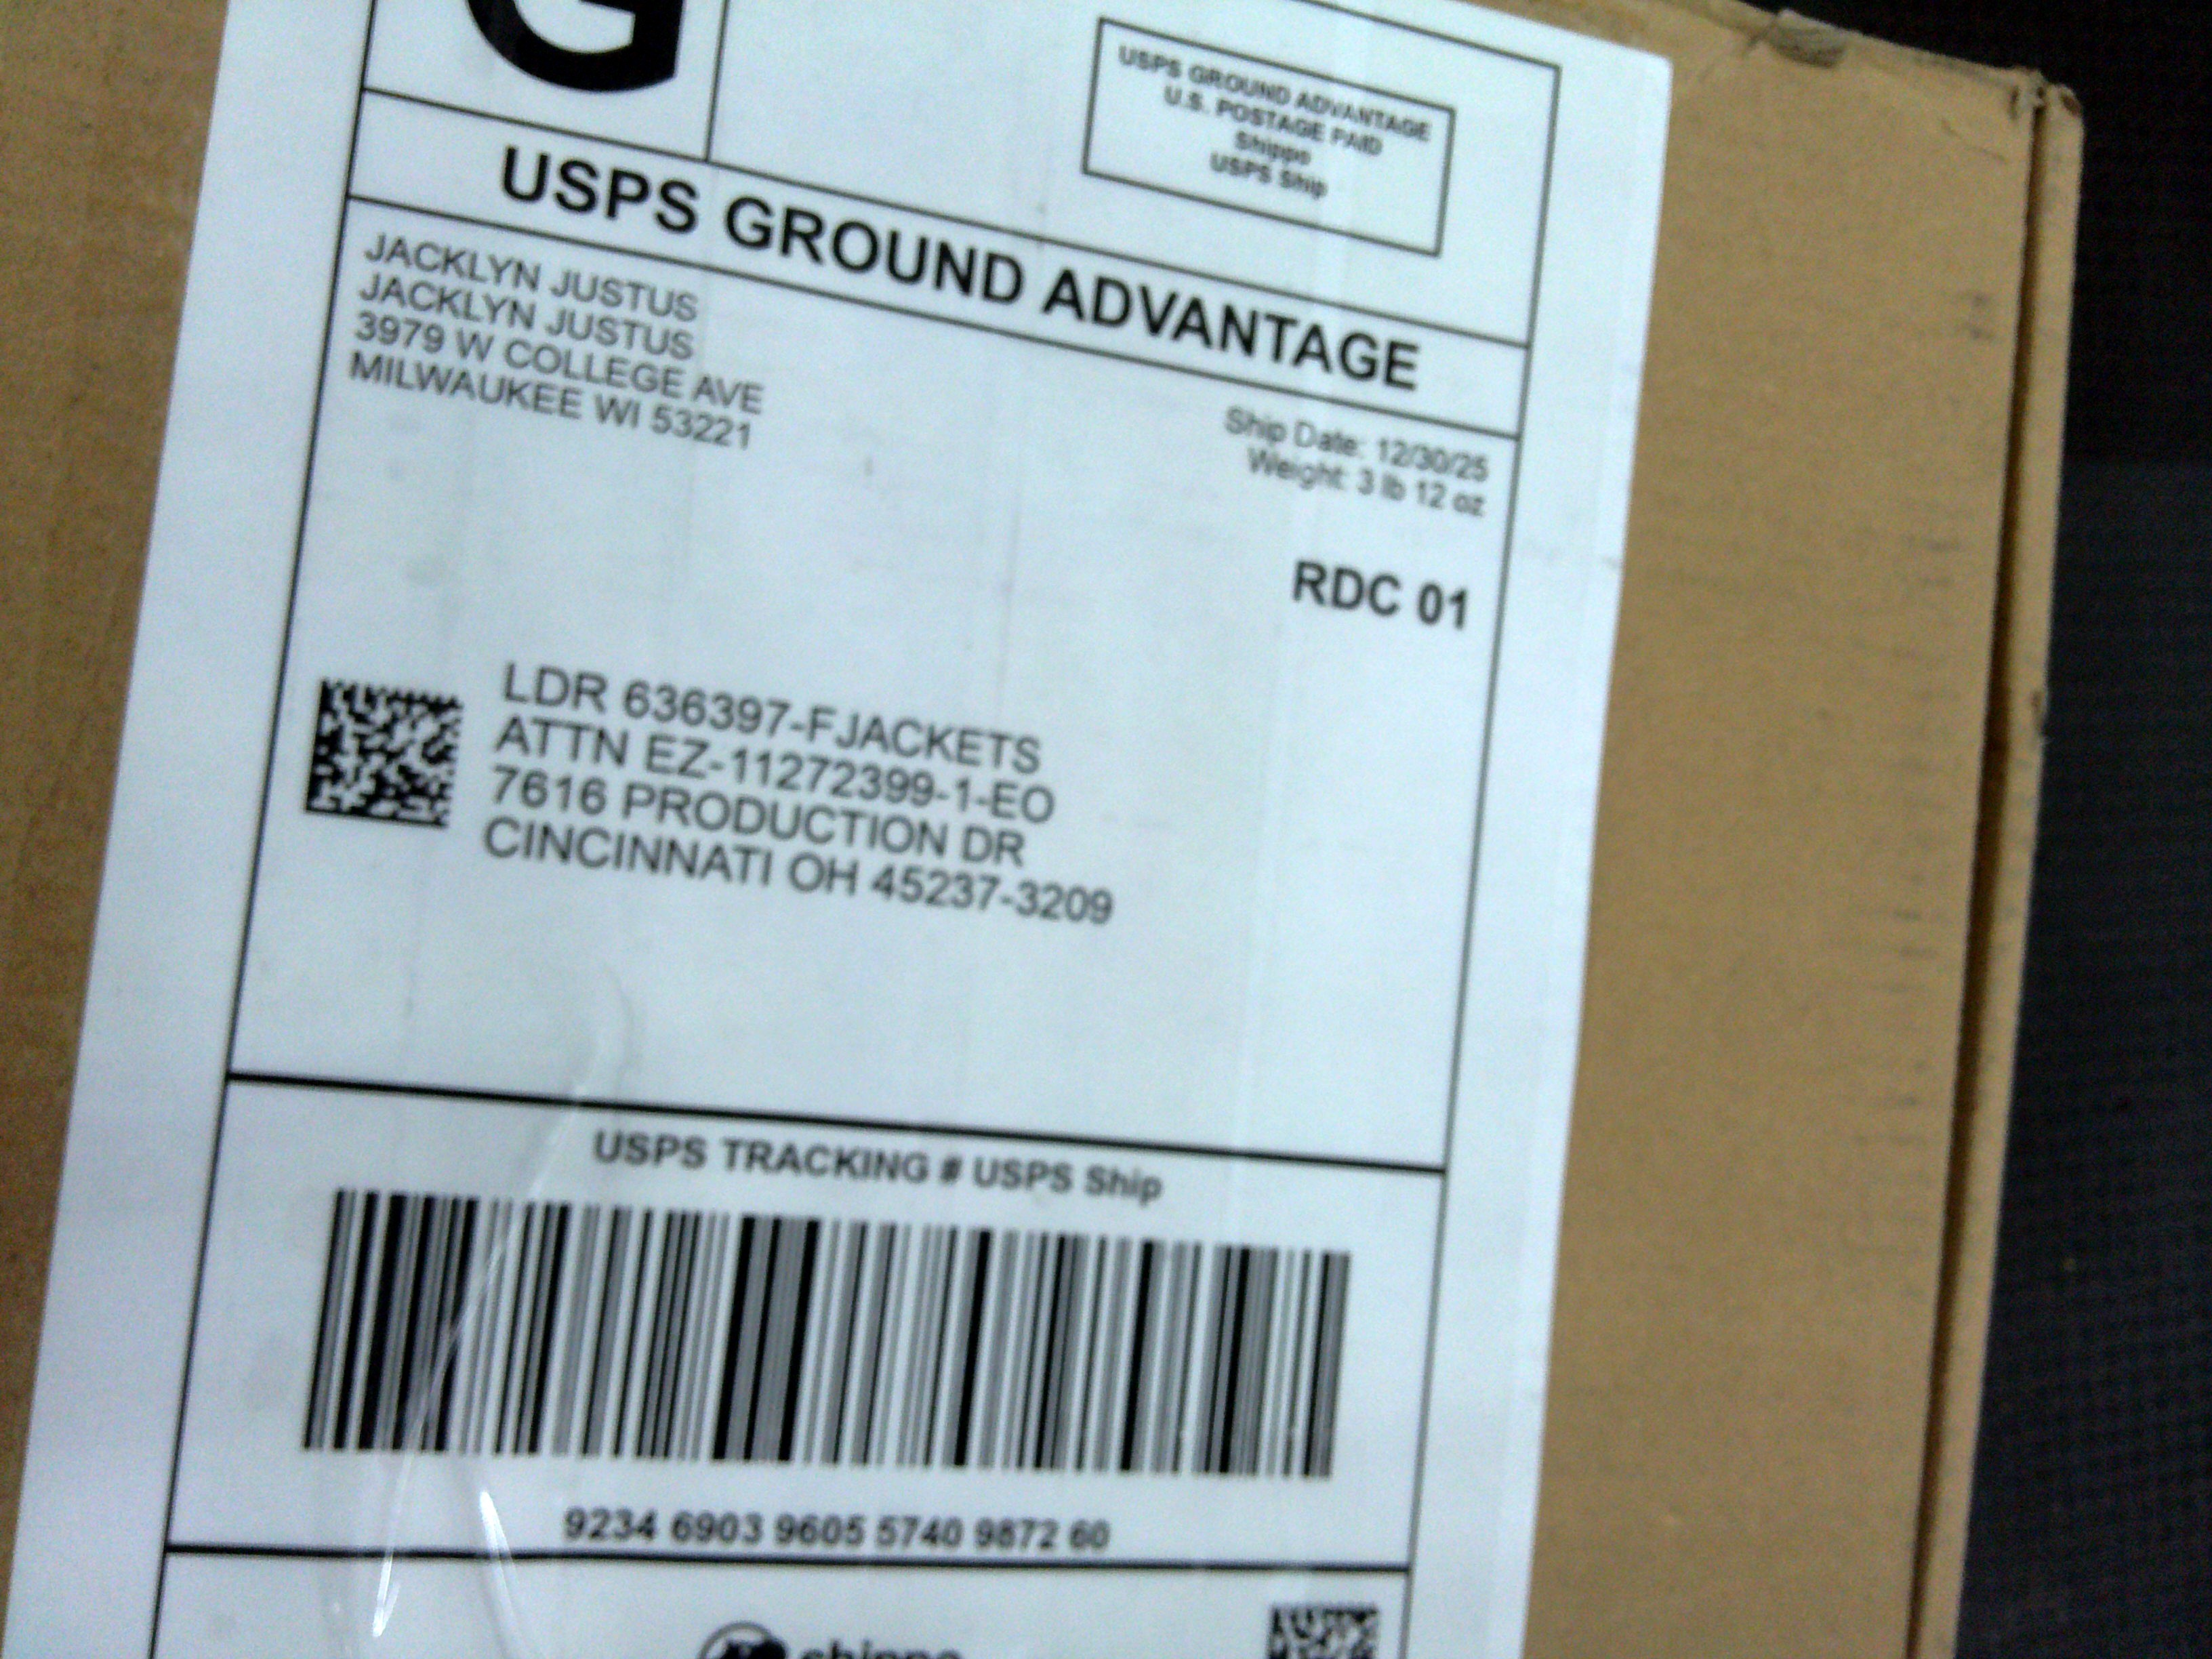 G
USPS GROUND ADVANTAGE
U.S. POSTAGE PAID
Shippo
USPS Ship
USPS GROUND ADVANTAGE
JACKLYN JUSTUS
JACKLYN JUSTUS
3979 W COLLEGE AVE
MILWAUKEE WI 53221
Ship Date: 12/30/25
Weight: 3 lb 12 oz
RDC 01
LDR 636397-FJACKETS
ATTN EZ-11272399-1-EO
7616 PRODUCTION DR
CINCINNATI OH 45237-3209
USPS TRACKING # USPS Ship
9234 6903 9605 5740 9872 60
shippo